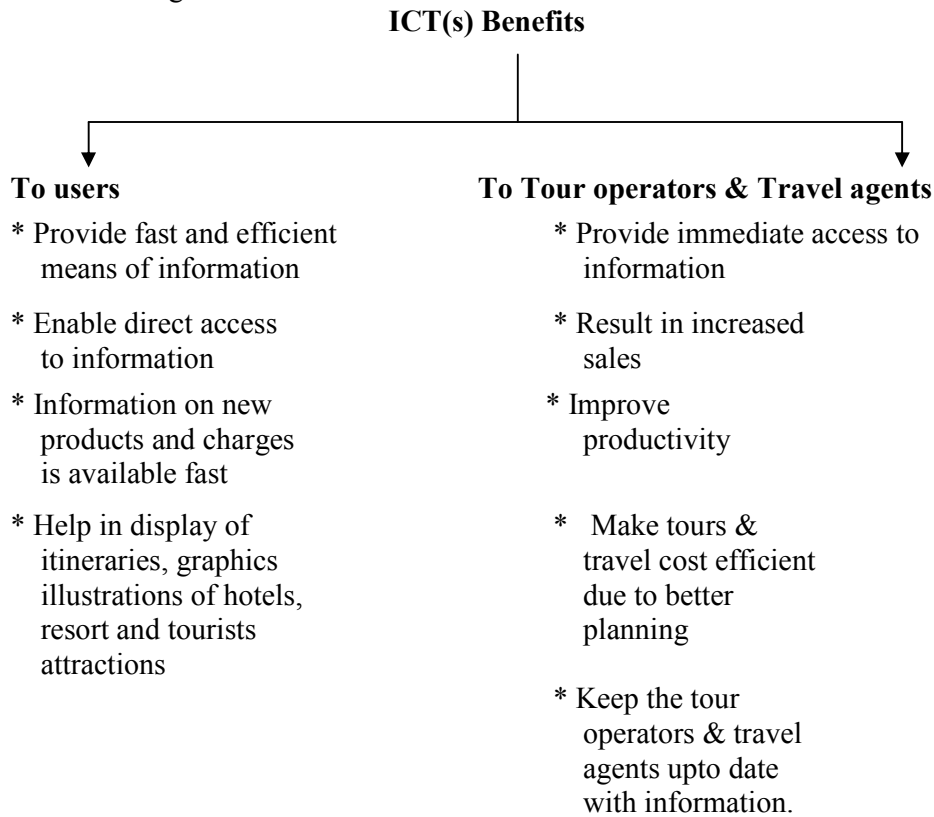 ICT(s) Benefits
To users
* Provide fast and efficient
means of information
* Enable direct access
to information
* Information on new
products and charges
is available fast
* Help in display of
itineraries, graphics
illustrations of hotels,
resort and tourists
attractions
To Tour operators & Travel agents
* Provide immediate access to
information
* Result in increased
sales
* Improve
productivity
* Make tours &
travel cost efficient
due to better
planning
* Keep the tour
operators & travel
agents upto date
with information.